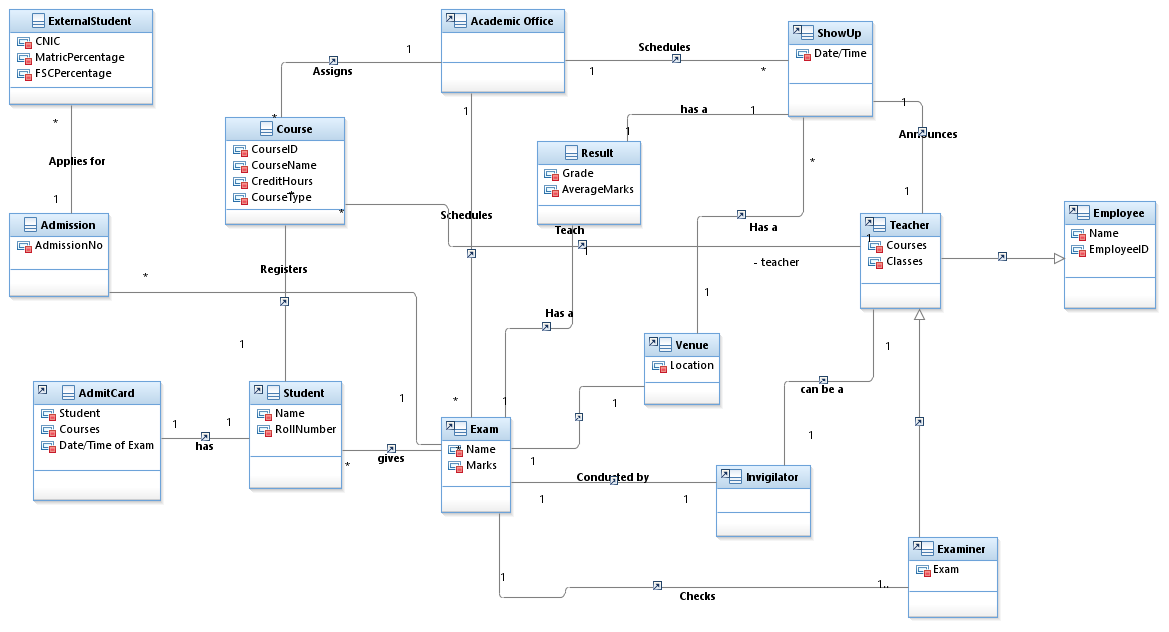 ExternalStudent
CNIC
MatricPercentage
FSCPercentage
*
Applies for
1
Admission
AdmissionNo
*
Academic Office
1
Assigns
*
1
Schedules
*
1
Schedules
*
ShowUp
Date/Time
has a
1
1
1
Announces
1
*
Has a
1
Course
CourseID
CourseName
CreditHours
CourseType
*
*
Result
Grade
AverageMarks
Teach
1
- teacher
1
Teacher
Courses
Classes
Employee
Name
EmployeeID
Registers
1
Has a
1
Venue
Location
1
1
1
can be a
1
AdmitCard
Student
Courses
Date/Time of Exam
1
has
1
Student
Name
RollNumber
*
gives
1
Exam
Name
Marks
*
Conducted by
1
1
Invigilator
Examiner
Exam
1
Checks
1..